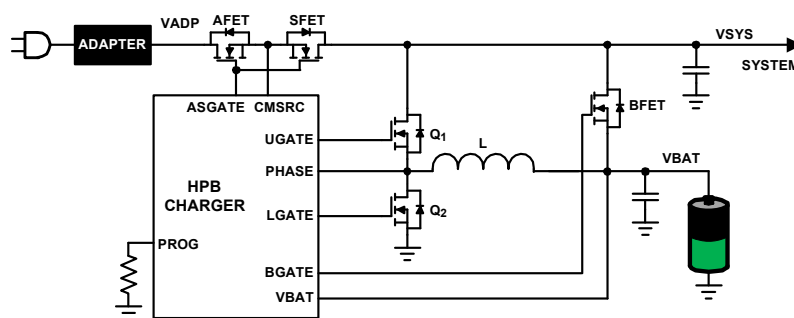 VADP
AFET
SFET
VSYS
ADAPTER
SYSTEM
ASGATE CMSRC
BFET
UGATE
Q1
L
PHASE
VBAT
HPB
CHARGER
LGATE
Q2
PROG
BGATE
VBAT